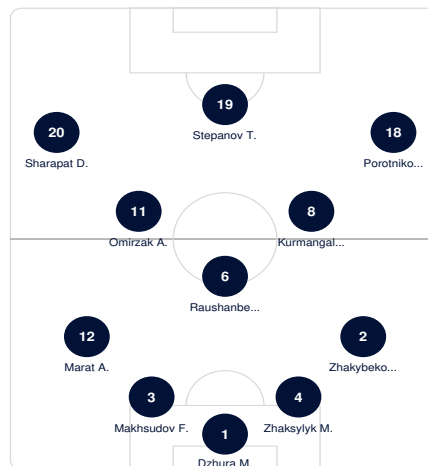 19
Stepanov T.
20
Sharapat D.
18
Porotniko...
11
Omirzak A.
8
Kurmangal...
6
Raushanbe...
12
Marat A.
2
Zhakybeko...
3
Makhsudov F.
4
Zhaksylyk M.
1
Dzhura M.